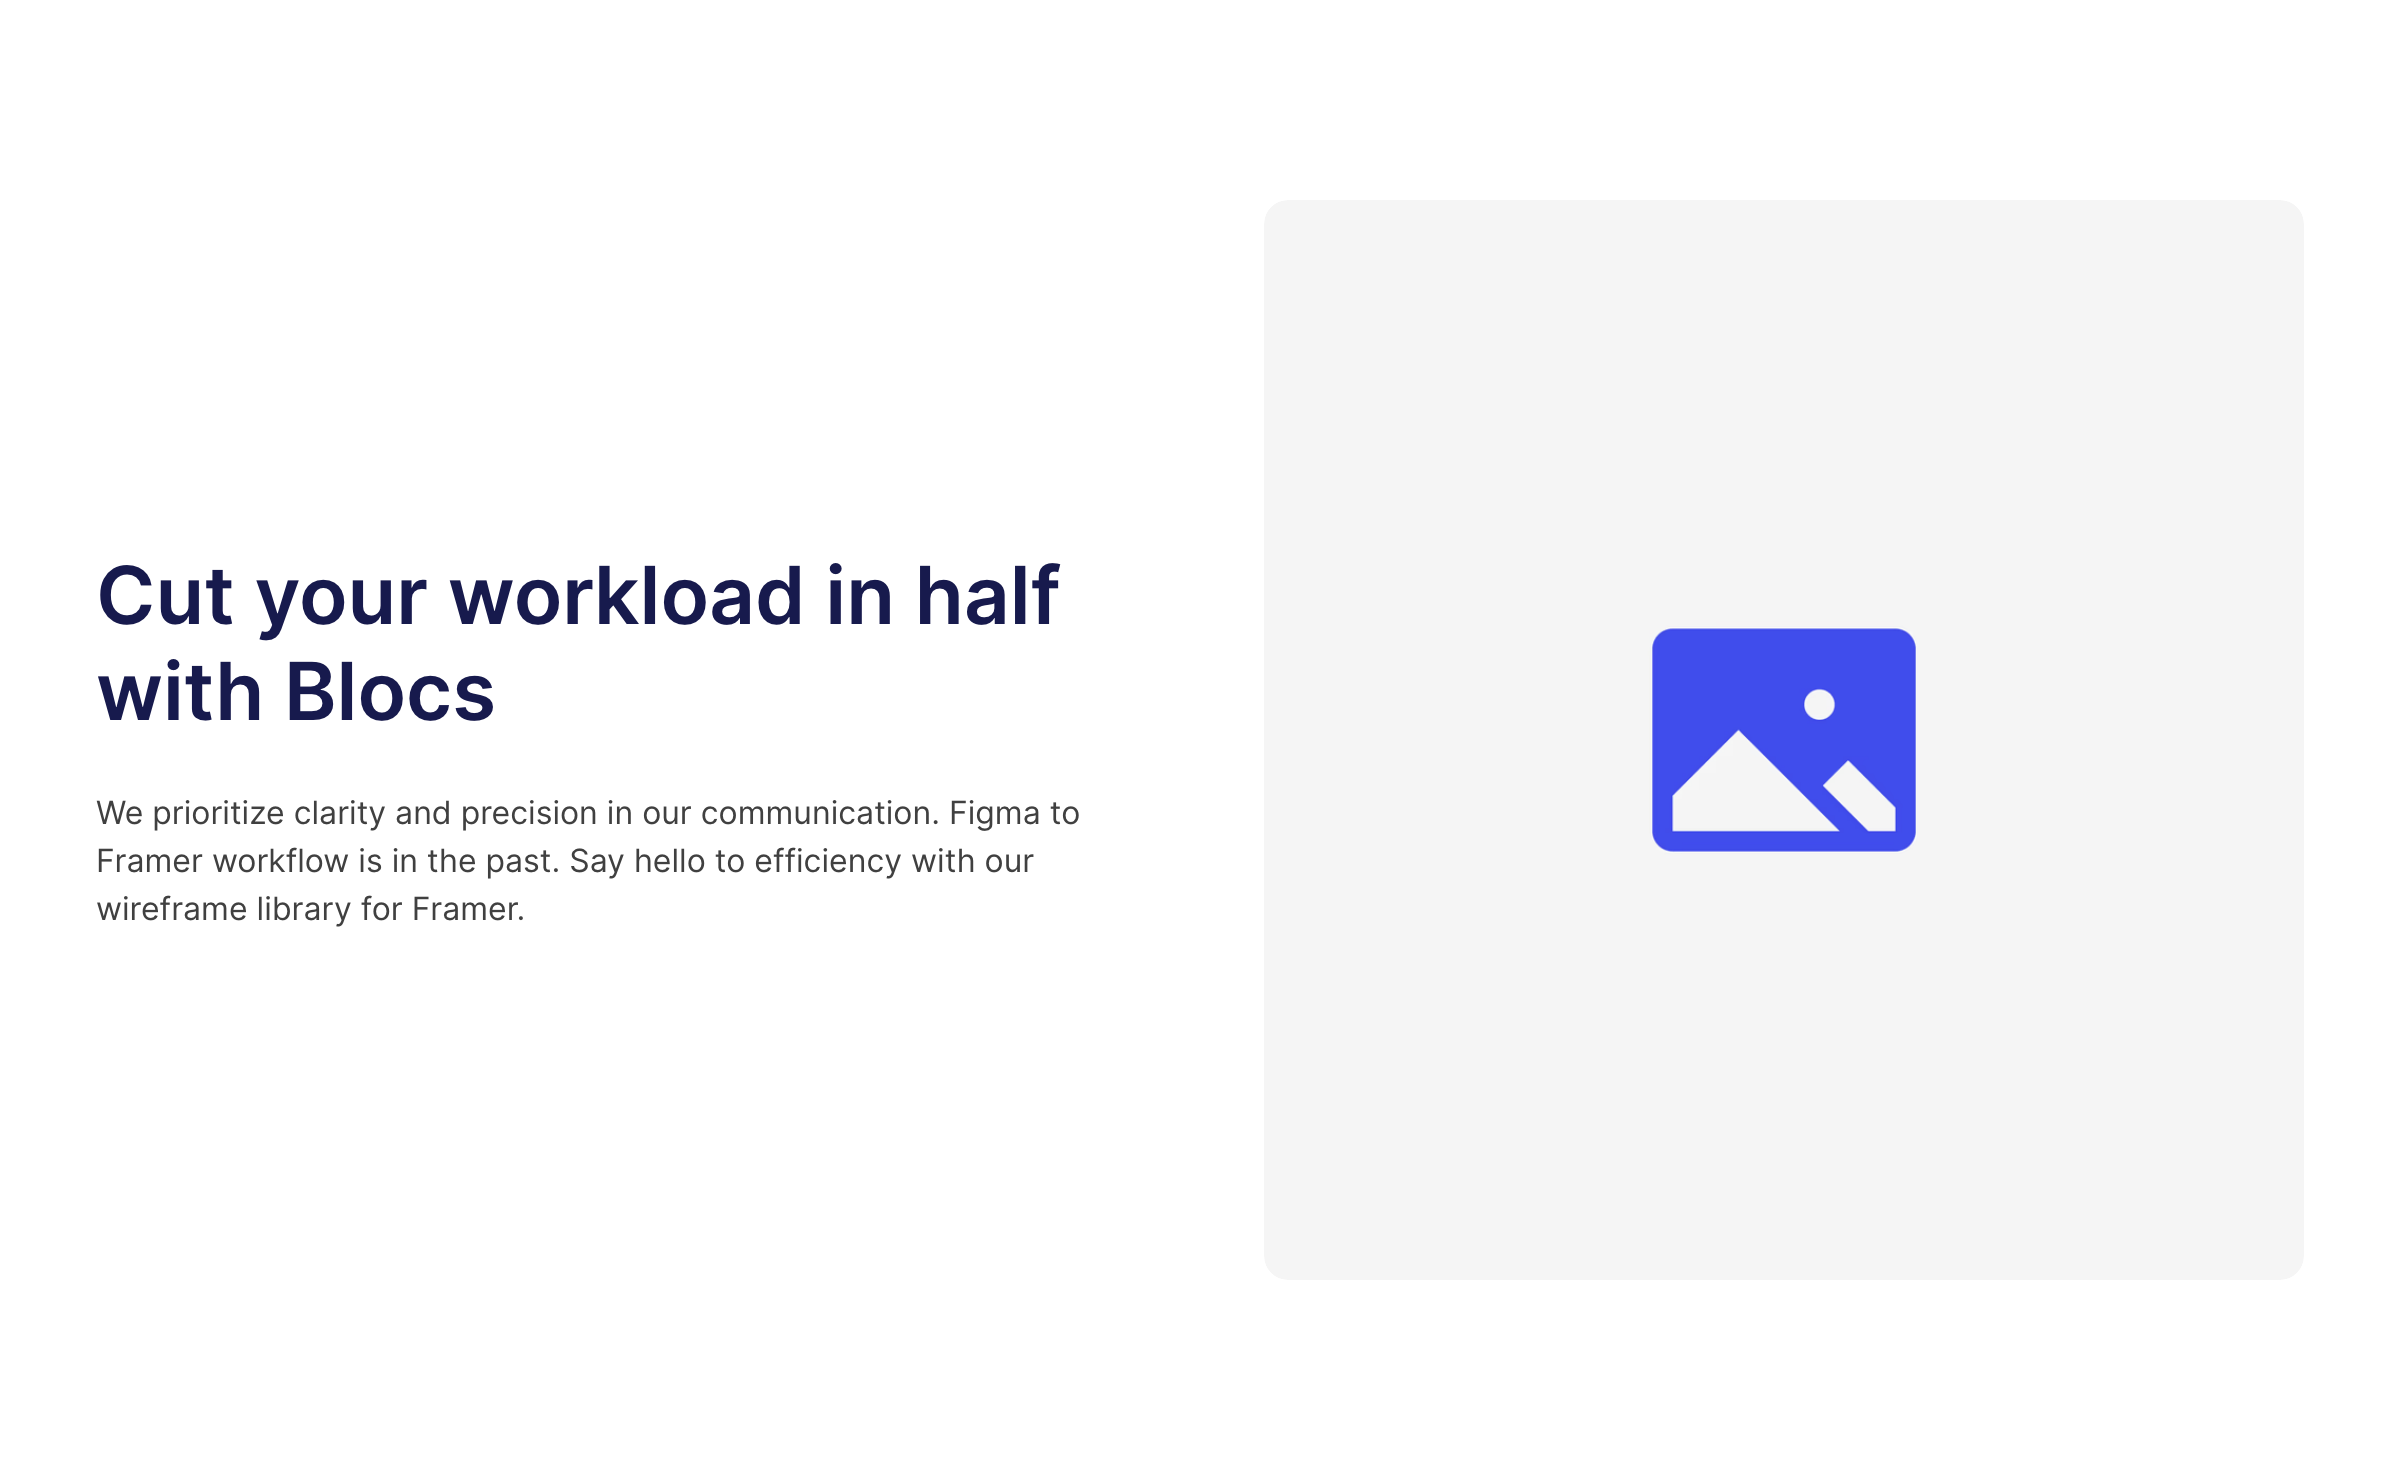 Cut your workload in half
with Blocs
We prioritize clarity and precision in our communication. Figma to
Framer workflow is in the past. Say hello to efficiency with our
wireframe library for Framer.